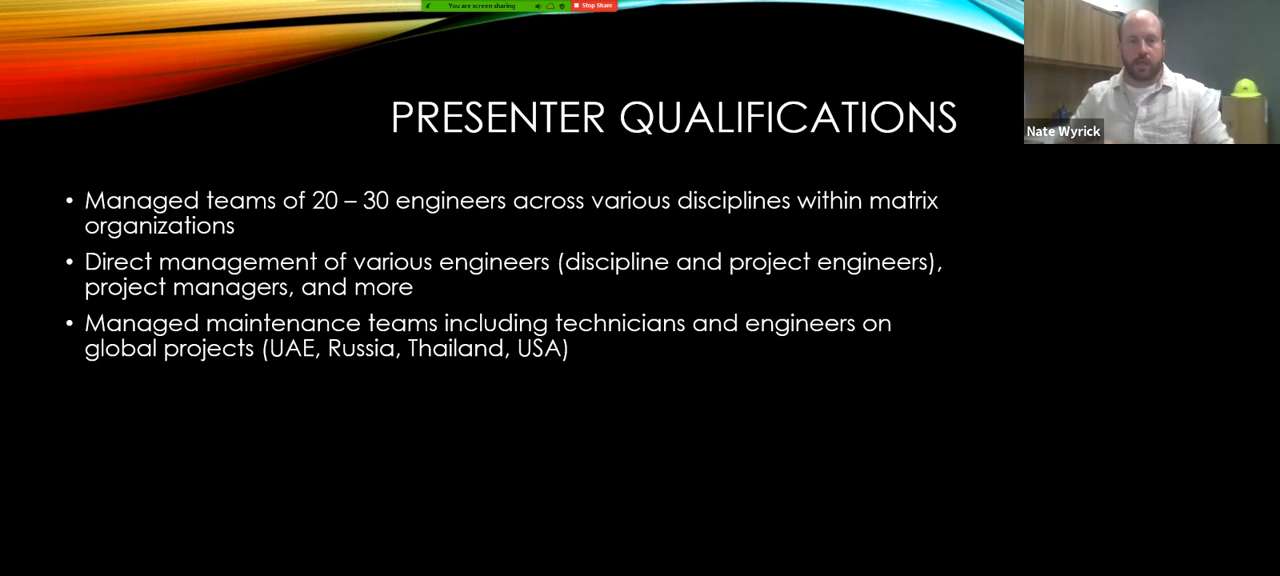 You are screen sharing
Stop Share
PRESENTER QUALIFICATIONS
Nate Wyrick
• Managed teams of 20 – 30 engineers across various disciplines within matrix
organizations
• Direct management of various engineers (discipline and project engineers),
project managers, and more
• Managed maintenance teams including technicians and engineers on
global projects (UAE, Russia, Thailand, USA)